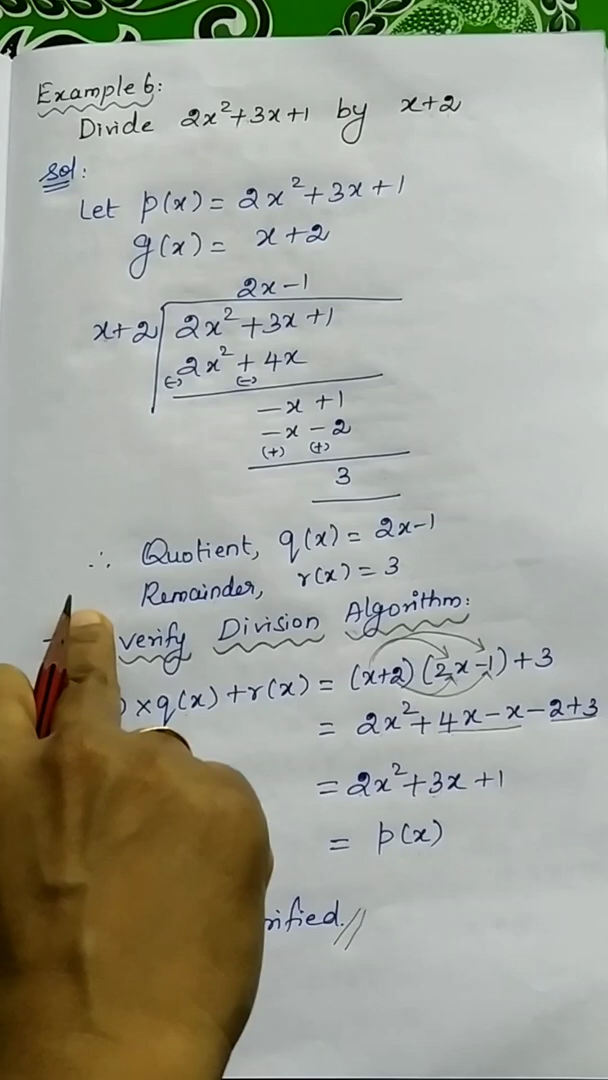 Example 6:
Divide 2x²+3x+1 by x+2
Sol:
Let p(x) = 2x²+3x+1
g(x) = x+2
2x-1
x+2 2x²+3x+1
2x²+4x
(-) (-)
-x+1
-x-2
(+) (+)
3
∴ Quotient, q(x) = 2x-1
Remainder, r(x) = 3
verify Division Algorithm:
) × q(x) + r(x) = (x+2)(2x-1)+3
= 2x²+4x-x-2+3
= 2x²+3x+1
= p(x)
rified.//